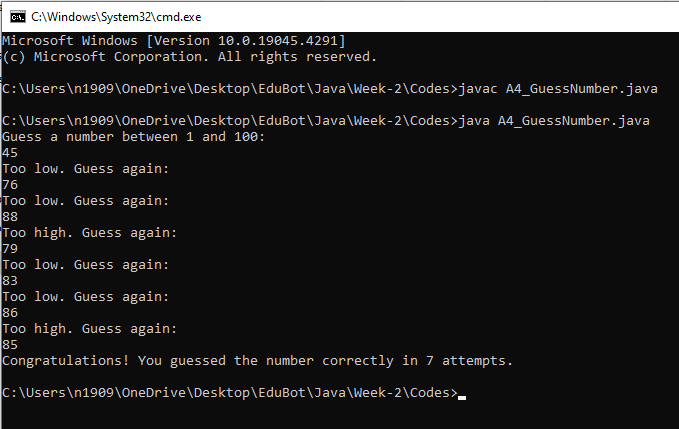 C:\Windows\System32\cmd.exe
Microsoft Windows [Version 10.0.19045.4291]
(c) Microsoft Corporation. All rights reserved.
C:\Users\n1909\OneDrive\Desktop\EduBot\Java\Week-2\Codes>javac A4_GuessNumber.java
C:\Users\n1909\OneDrive\Desktop\EduBot\Java\Week-2\Codes>java A4_GuessNumber.java
Guess a number between 1 and 100:
45
Too low. Guess again:
76
Too low. Guess again:
88
Too high. Guess again:
79
Too low. Guess again:
83
Too low. Guess again:
86
Too high. Guess again:
85
Congratulations! You guessed the number correctly in 7 attempts.
C:\Users\n1909\OneDrive\Desktop\EduBot\Java\Week-2\Codes>